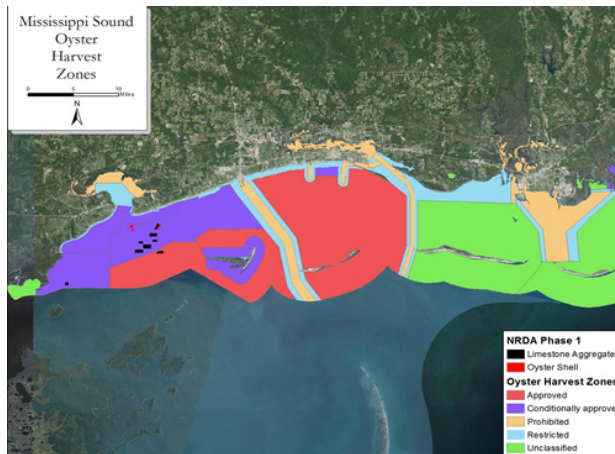 Mississippi Sound
Oyster
Harvest
Zones
0 5 10
Miles
N
NRDA Phase 1
Limestone Aggregate
Oyster Shell
Oyster Harvest Zones
Approved
Conditionally approve
Prohibited
Restricted
Unclassified